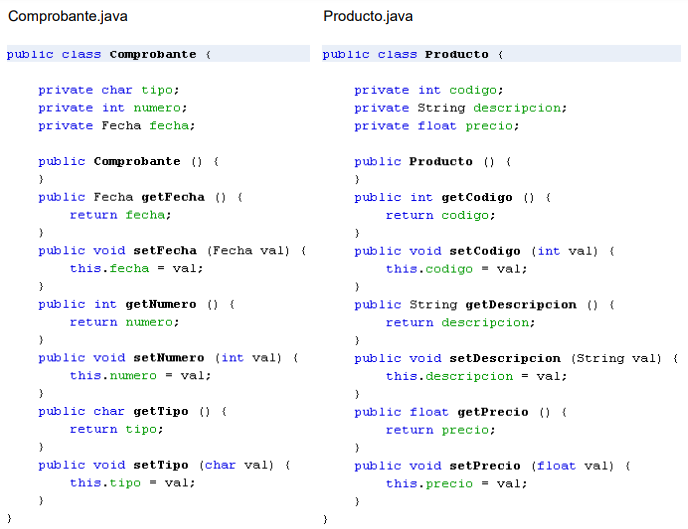 Comprobante.java
public class Comprobante {
private char tipo;
private int numero;
private Fecha fecha;
public Comprobante () {
}
public Fecha getFecha () {
return fecha;
}
public void setFecha (Fecha val) {
this.fecha = val;
}
public int getNumero () {
return numero;
}
public void setNumero (int val) {
this.numero = val;
}
public char getTipo () {
return tipo;
}
public void setTipo (char val) {
this.tipo = val;
}
}
Producto.java
public class Producto {
private int codigo;
private String descripcion;
private float precio;
public Producto () {
}
public int getCodigo () {
return codigo;
}
public void setCodigo (int val) {
this.codigo = val;
}
public String getDescripcion () {
return descripcion;
}
public void setDescripcion (String val) {
this.descripcion = val;
}
public float getPrecio () {
return precio;
}
public void setPrecio (float val) {
this.precio = val;
}
}